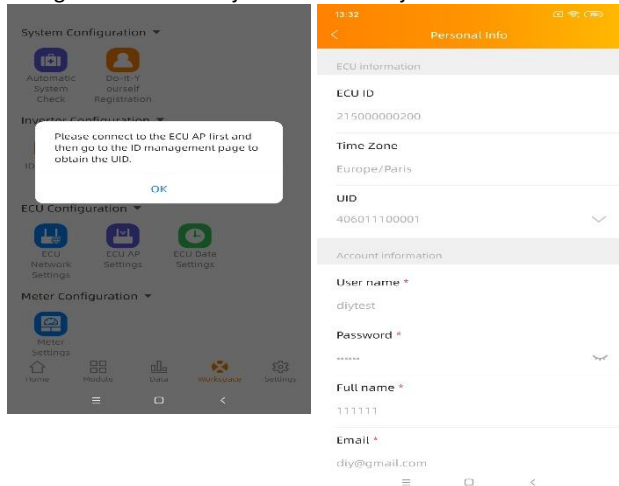 System Configuration
Automatic System Check
Do-It-Y ourself Registration
Inverter Configuration
ID
Please connect to the ECU AP first and
then go to the ID management page to
obtain the UID.
OK
ECU Configuration
ECU Network Settings
ECU AP Settings
ECU Date Settings
Meter Configuration
Meter Settings
Home
Module
Data
Workspace
Settings
13:32
Personal Info
ECU information
ECU ID
215000000200
Time Zone
Europe/Paris
UID
406011100001
Account information
User name *
diytest
Password *
······
Full name *
111111
Email *
diy@gmail.com